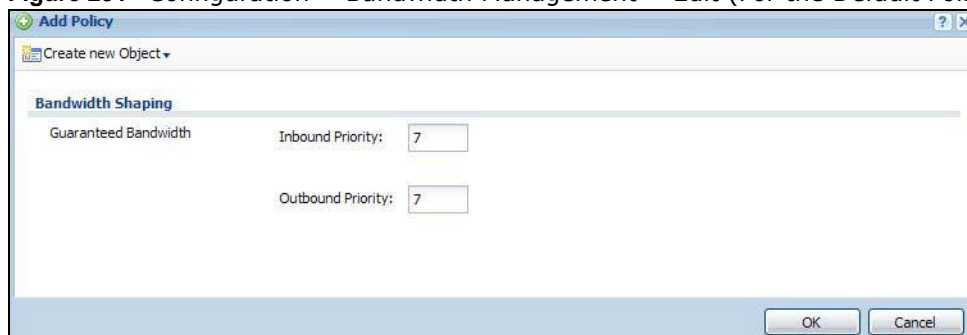 Add Policy
Create new Object
Bandwidth Shaping
Guaranteed Bandwidth Inbound Priority: 7
Outbound Priority: 7
OK Cancel